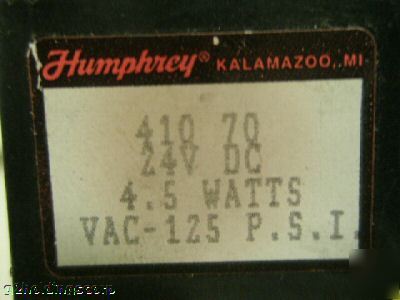 Humphrey® KALAMAZOO, MI
410 70
24V DC
4.5 WATTS
VAC-125 P.S.I.